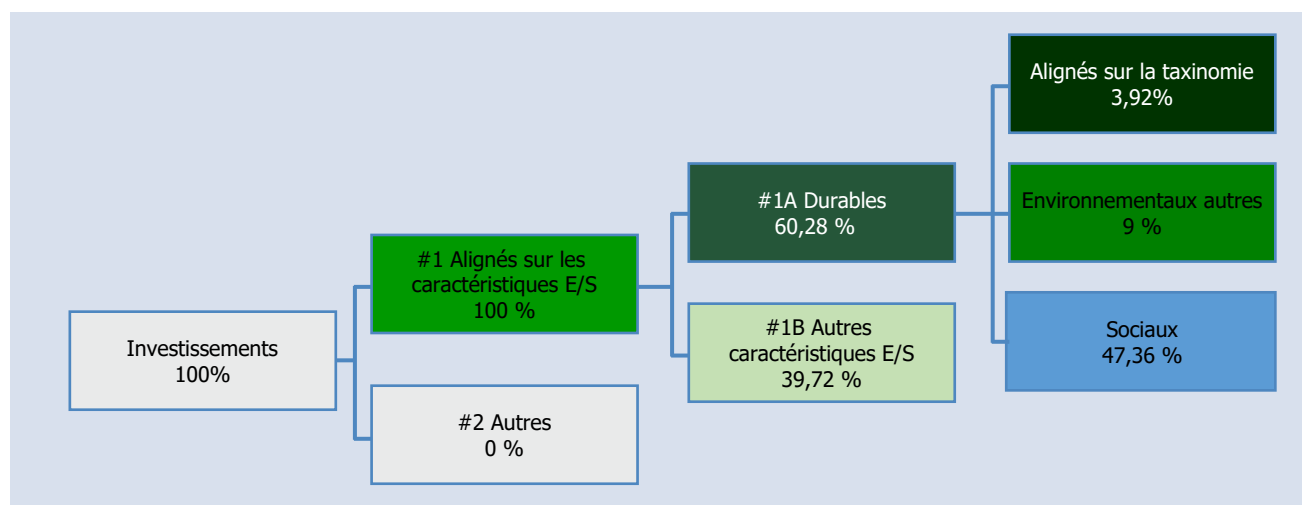 Investissements
100%
#1 Alignés sur les
caractéristiques E/S
100 %
#2 Autres
0 %
#1A Durables
60,28 %
#1B Autres
caractéristiques E/S
39,72 %
Alignés sur la taxinomie
3,92%
Environnementaux autres
9 %
Sociaux
47,36 %